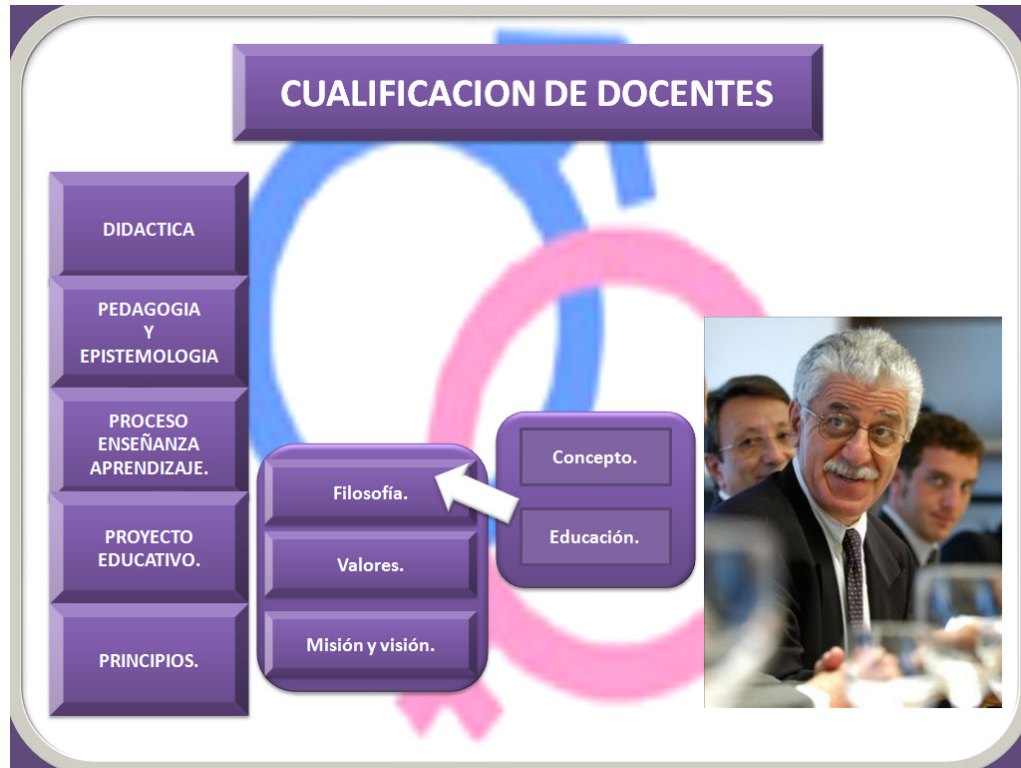 CUALIFICACION DE DOCENTES
DIDACTICA
PEDAGOGIA
Y
EPISTEMOLOGIA
PROCESO
ENSEÑANZA
APRENDIZAJE.
PROYECTO
EDUCATIVO.
PRINCIPIOS.
Filosofía.
Valores.
Misión y visión.
Concepto.
Educación.